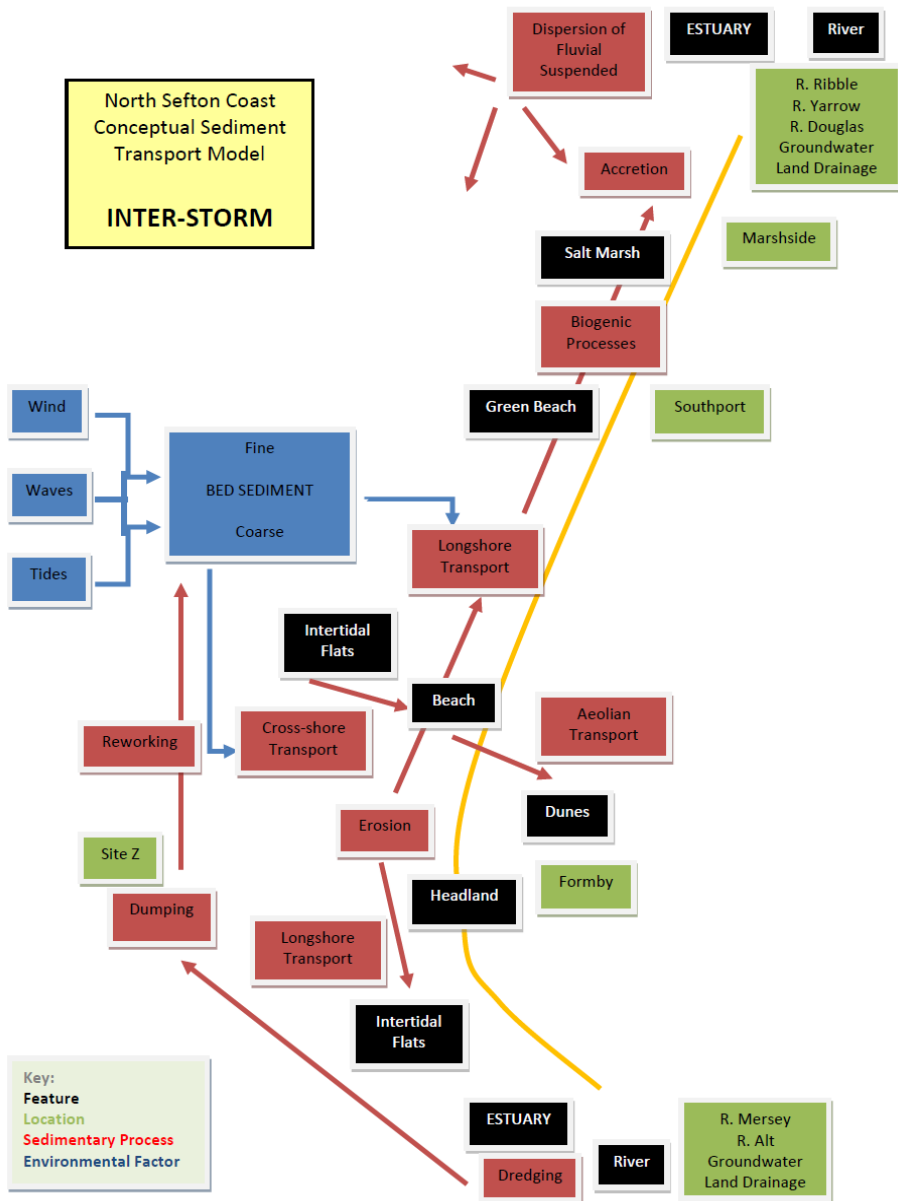 Dispersion of
Fluvial
Suspended
ESTUARY
River
North Sefton Coast
Conceptual Sediment
Transport Model
INTER-STORM
R. Ribble
R. Yarrow
R. Douglas
Groundwater
Land Drainage
Accretion
Salt Marsh
Marshside
Biogenic
Processes
Wind
Green Beach
Southport
Fine
BED SEDIMENT
Coarse
Waves
Longshore
Transport
Tides
Intertidal
Flats
Beach
Reworking
Cross-shore
Transport
Aeolian
Transport
Dunes
Erosion
Site Z
Headland
Formby
Dumping
Longshore
Transport
Intertidal
Flats
Key:
Feature
Location
Sedimentary Process
Environmental Factor
ESTUARY
Dredging
River
R. Mersey
R. Alt
Groundwater
Land Drainage